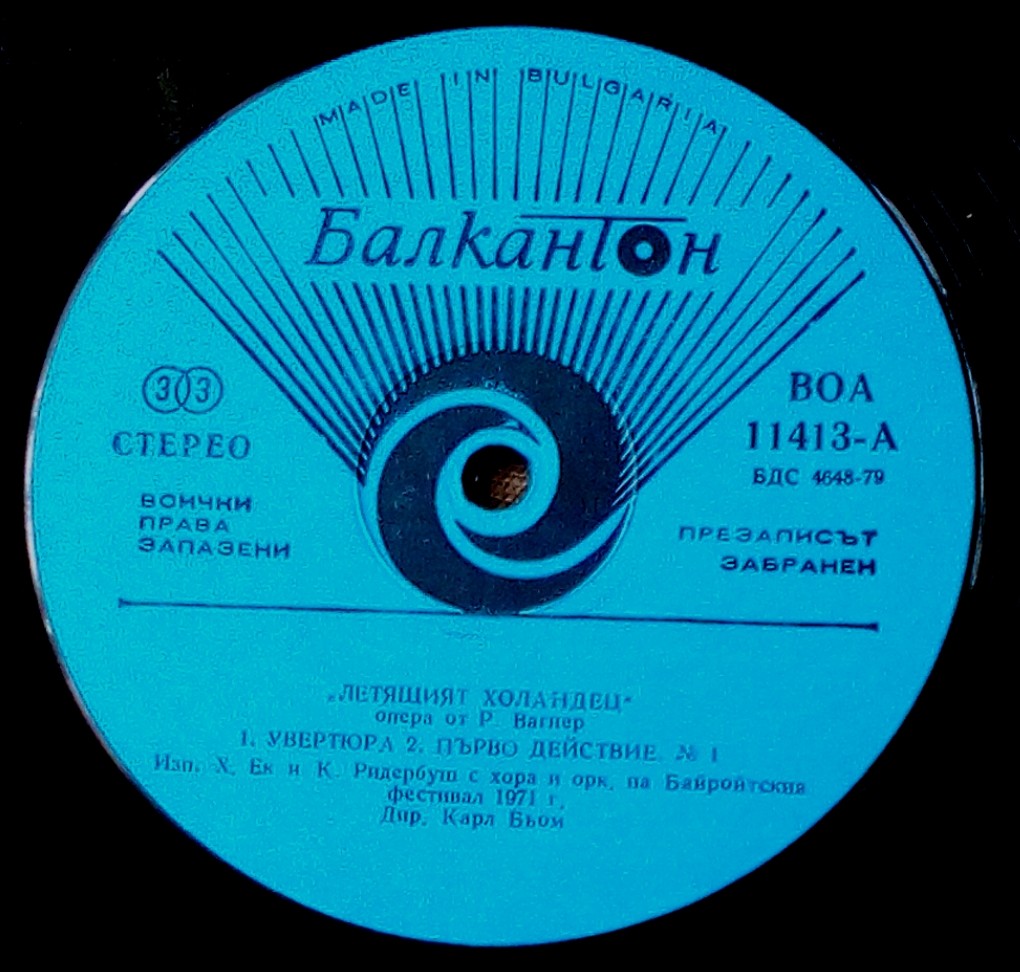 MADE IN BULGARIA
Балкантон
33
СТЕРЕО
ВСИЧКИ
ПРАВА
ЗАПАЗЕНИ
ВОА
11413-А
БДС 4648-79
ПРЕЗАПИСЪТ
ЗАБРАНЕН
„ЛЕТЯЩИЯТ ХОЛАНДЕЦ"
опера от Р. Вагнер
1. УВЕРТЮРА 2. ПЪРВО ДЕЙСТВИЕ. № 1
Изп. Х. Ек и К. Ридербуш с хора и орк. на Байройтския
фестивал 1971 г.
Дир. Карл Бьом